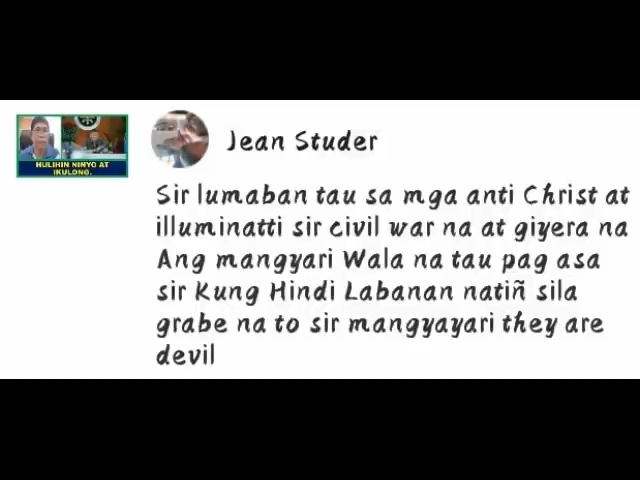 HULIHIN NINYO AT
IKULONG.
Jean Studer
Sir lumaban tau sa mga anti Christ at
illuminatti sir civil war na at giyera na
Ang mangyari Wala na tau pag asa
sir Kung Hindi Labanan natiñ sila
grabe na to sir mangyayari they are
devil